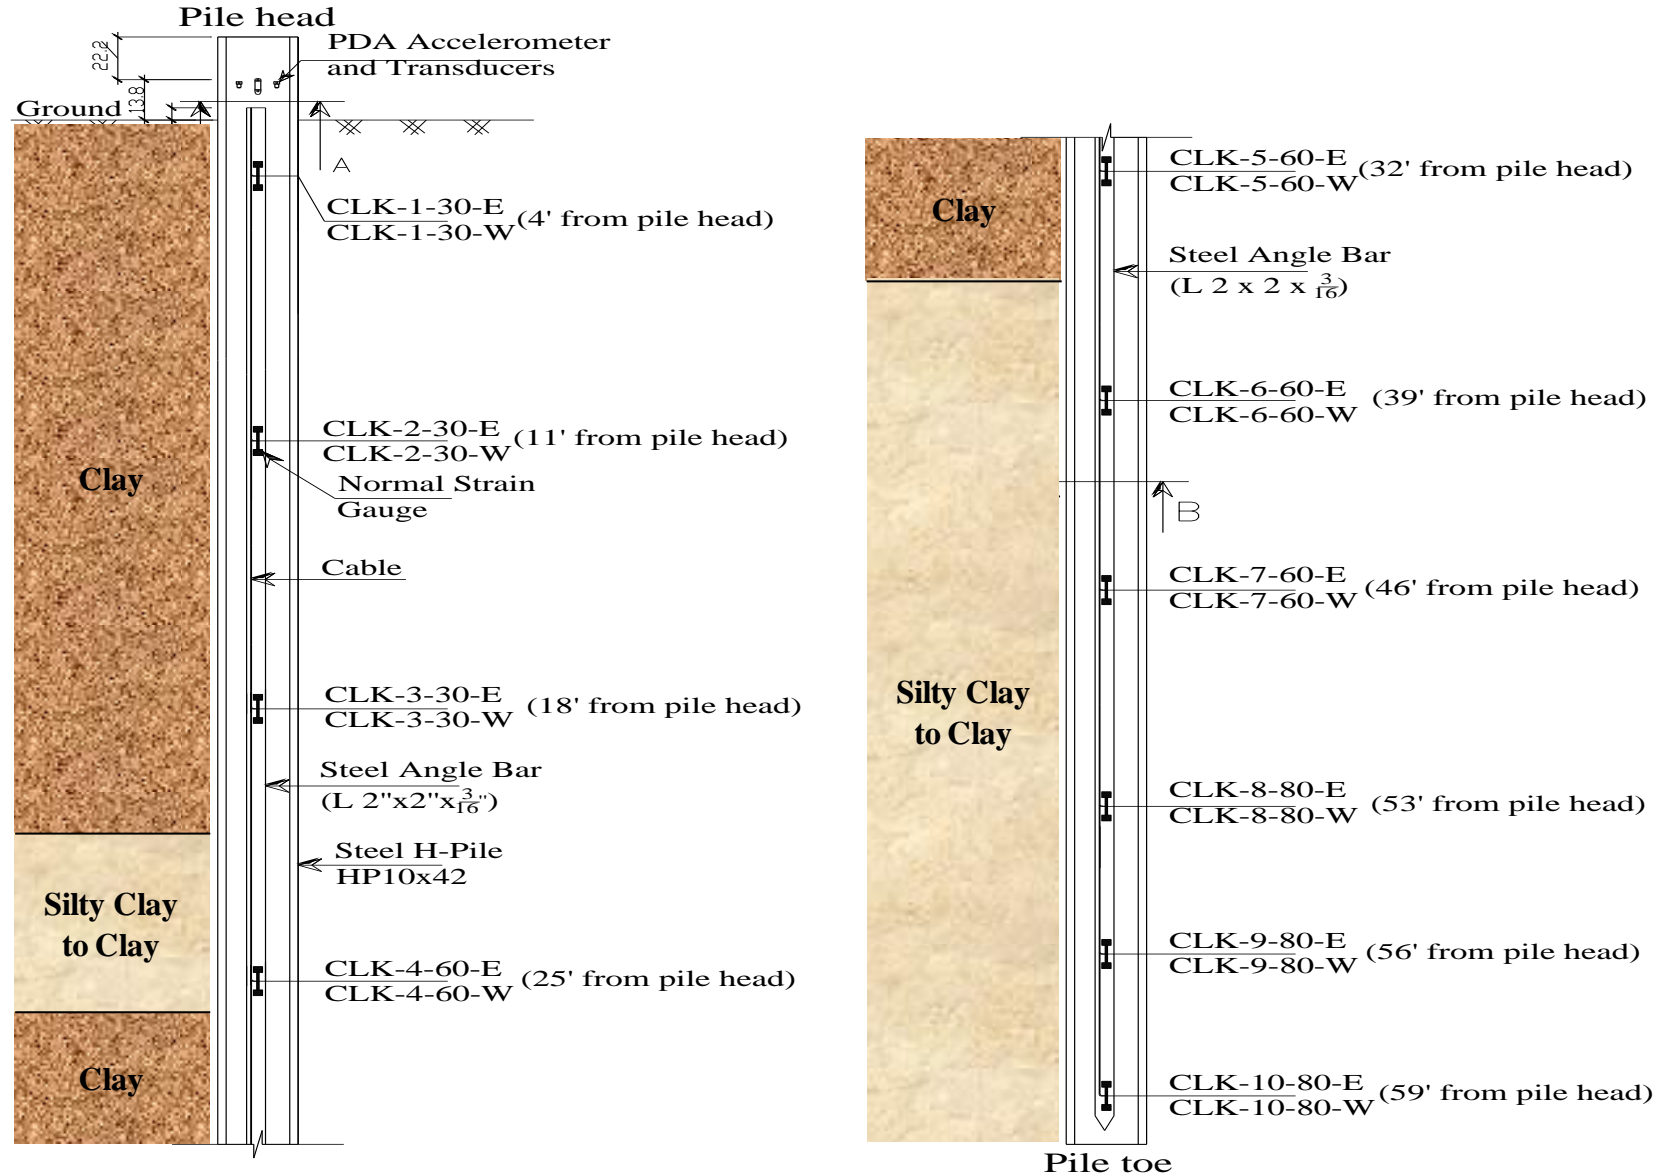 Pile head
22.2
PDA Accelerometer
and Transducers
13.8
Ground
A
CLK-1-30-E
CLK-1-30-W
(4' from pile head)
CLK-2-30-E
CLK-2-30-W
(11' from pile head)
Clay
Normal Strain
Gauge
Cable
CLK-3-30-E
CLK-3-30-W
(18' from pile head)
Steel Angle Bar
(L 2"x2"x3/16")
Steel H-Pile
HP10x42
Silty Clay
to Clay
CLK-4-60-E
CLK-4-60-W
(25' from pile head)
Clay
CLK-5-60-E
CLK-5-60-W
(32' from pile head)
Clay
Steel Angle Bar
(L 2 x 2 x 3/16)
CLK-6-60-E
CLK-6-60-W
(39' from pile head)
B
CLK-7-60-E
CLK-7-60-W
(46' from pile head)
Silty Clay
to Clay
CLK-8-80-E
CLK-8-80-W
(53' from pile head)
CLK-9-80-E
CLK-9-80-W
(56' from pile head)
CLK-10-80-E
CLK-10-80-W
(59' from pile head)
Pile toe